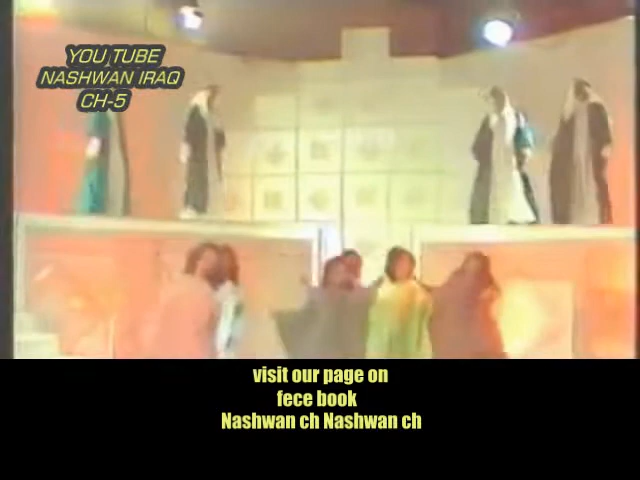 YOU TUBE
NASHWAN IRAQ
CH-5
visit our page on
fece book
Nashwan ch Nashwan ch